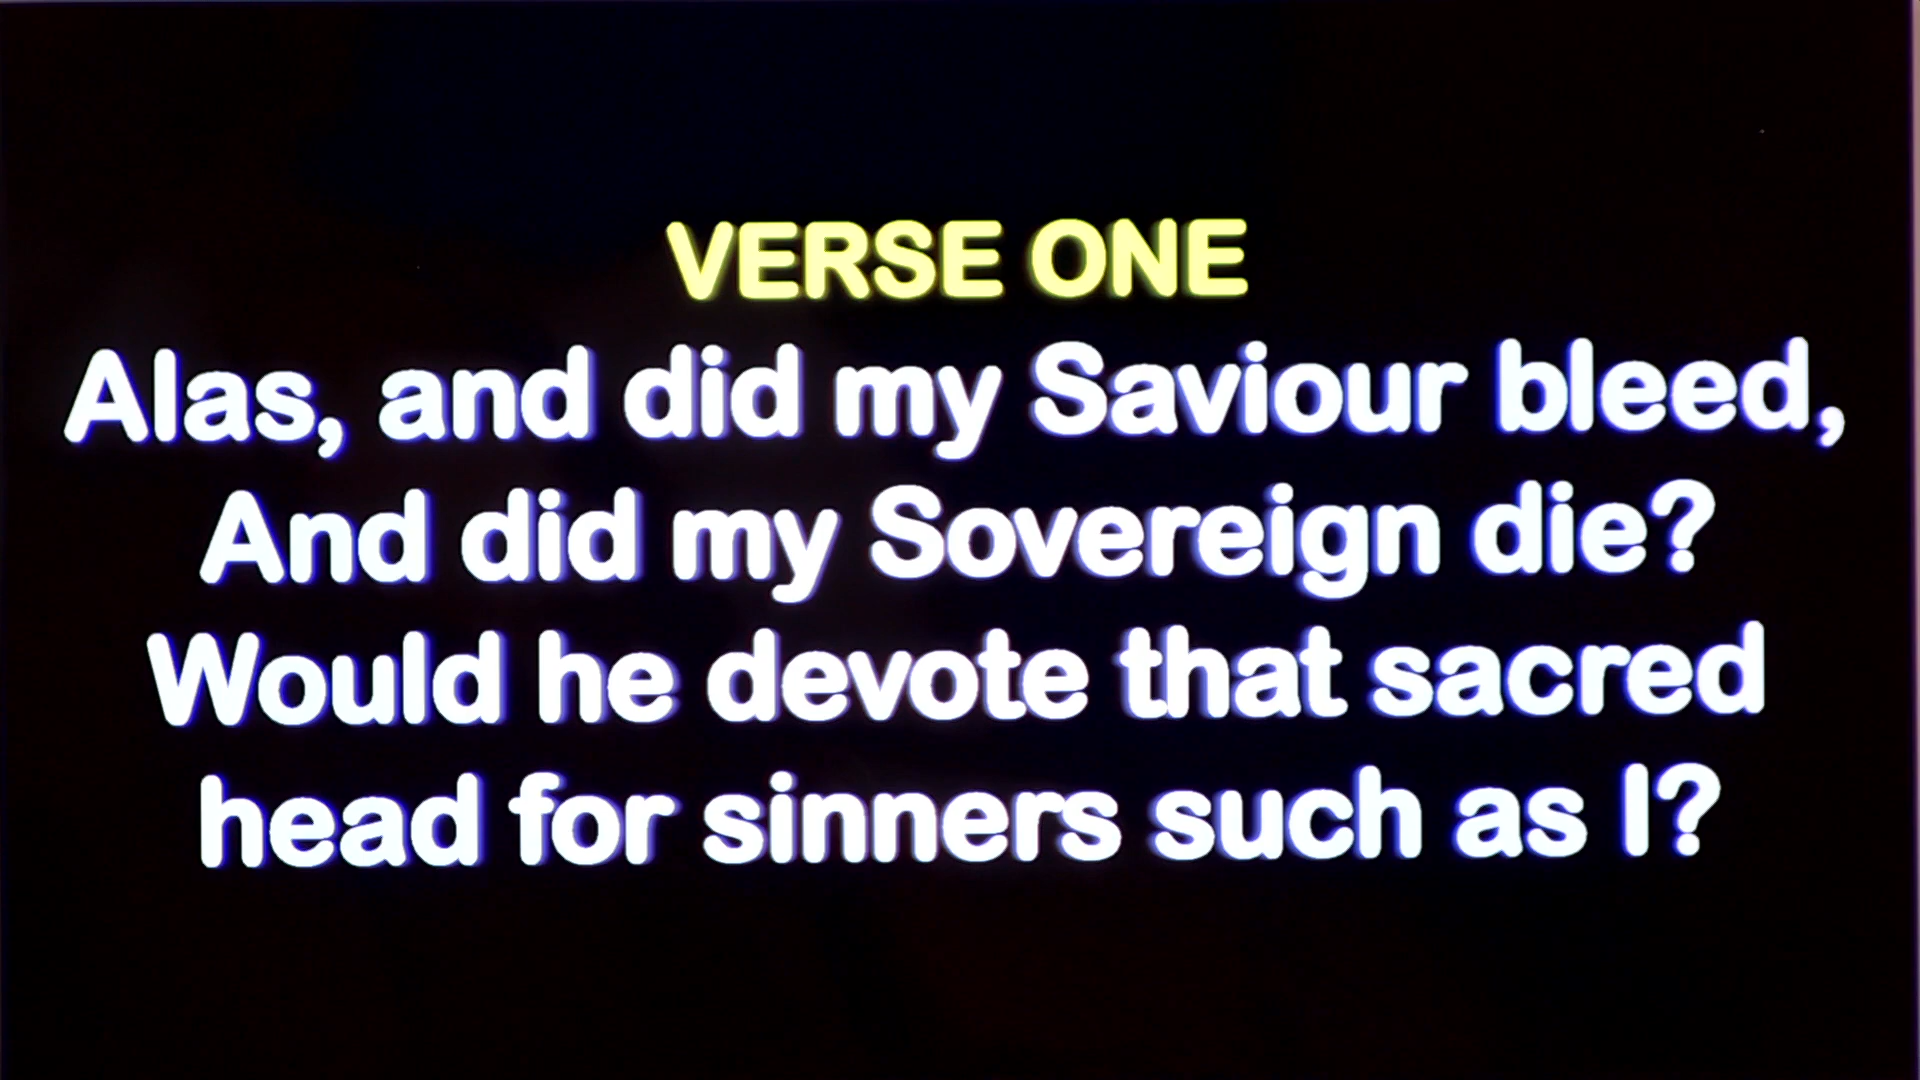 VERSE ONE
Alas, and did my Saviour bleed,
And did my Sovereign die?
Would he devote that sacred
head for sinners such as I?